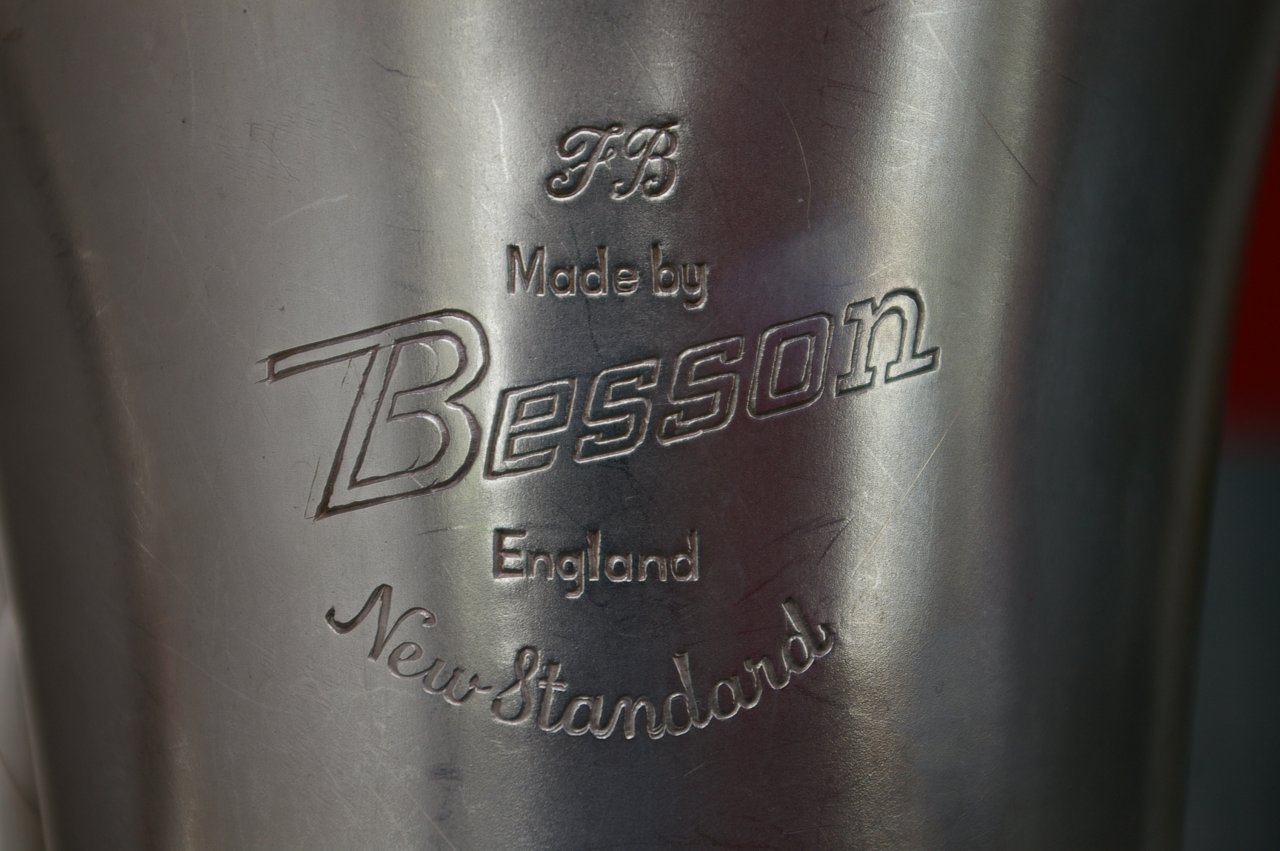 FB
Made by
Besson
England
New Standard